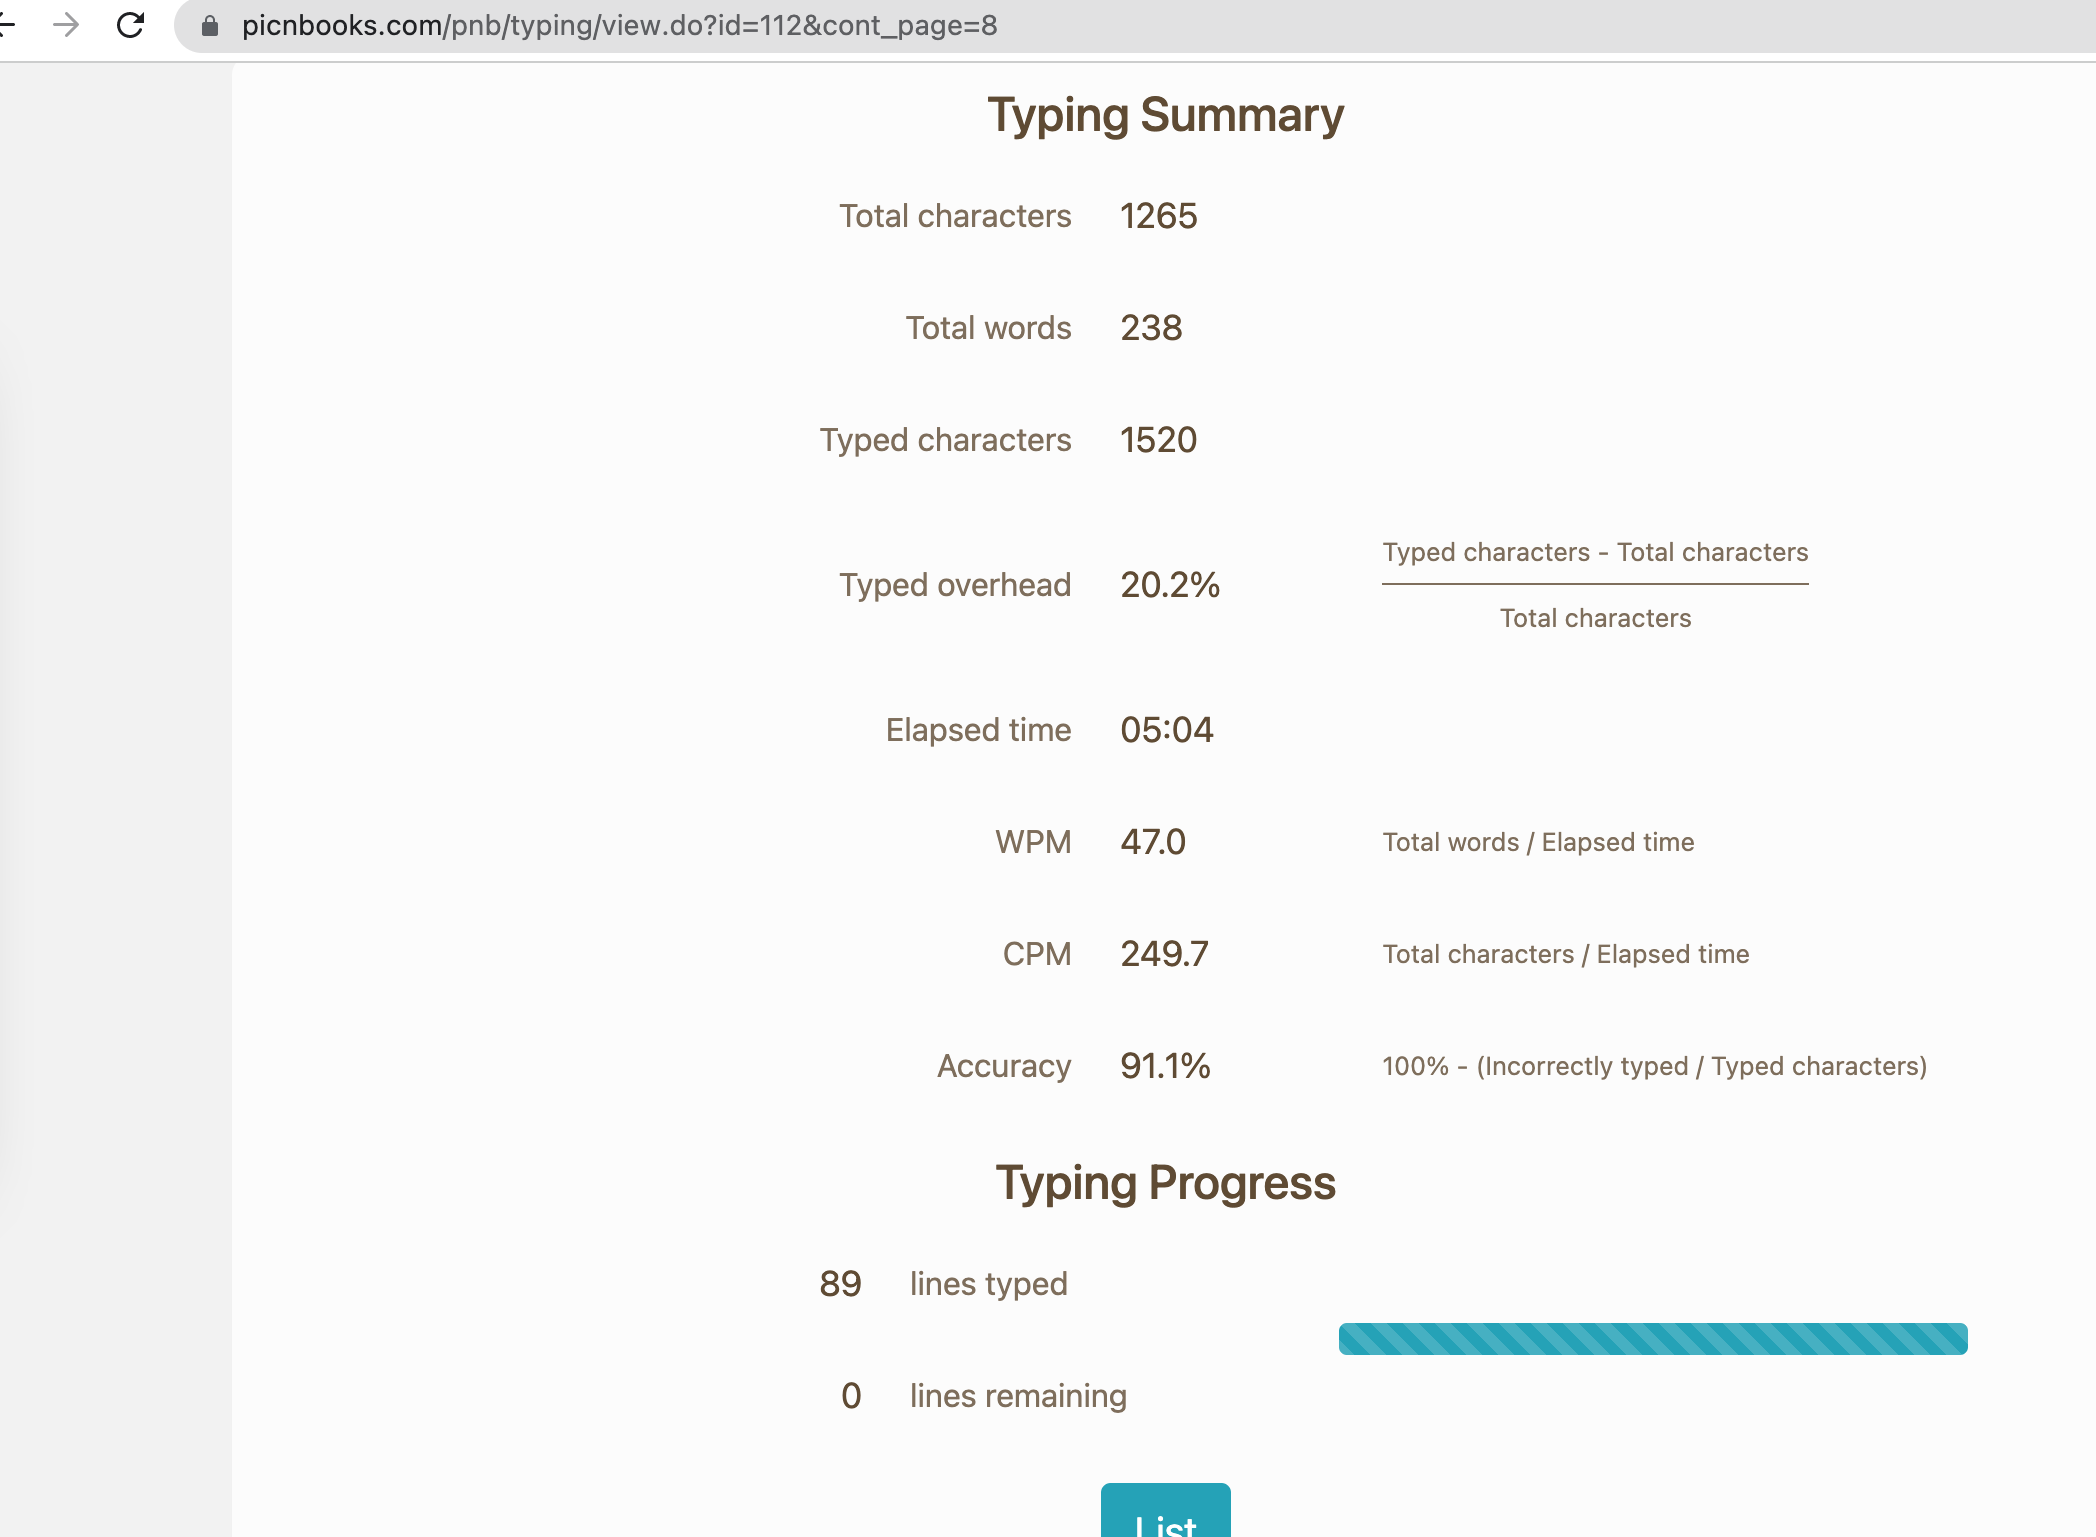 picnbooks.com/pnb/typing/view.do?id=112&cont_page=8
Typing Summary
Total characters 1265
Total words 238
Typed characters 1520
Typed characters - Total characters
Typed overhead 20.2%
Total characters
Elapsed time 05:04
WPM 47.0 Total words / Elapsed time
CPM 249.7 Total characters / Elapsed time
Accuracy 91.1% 100% - (Incorrectly typed / Typed characters)
Typing Progress
89 lines typed
0 lines remaining
List